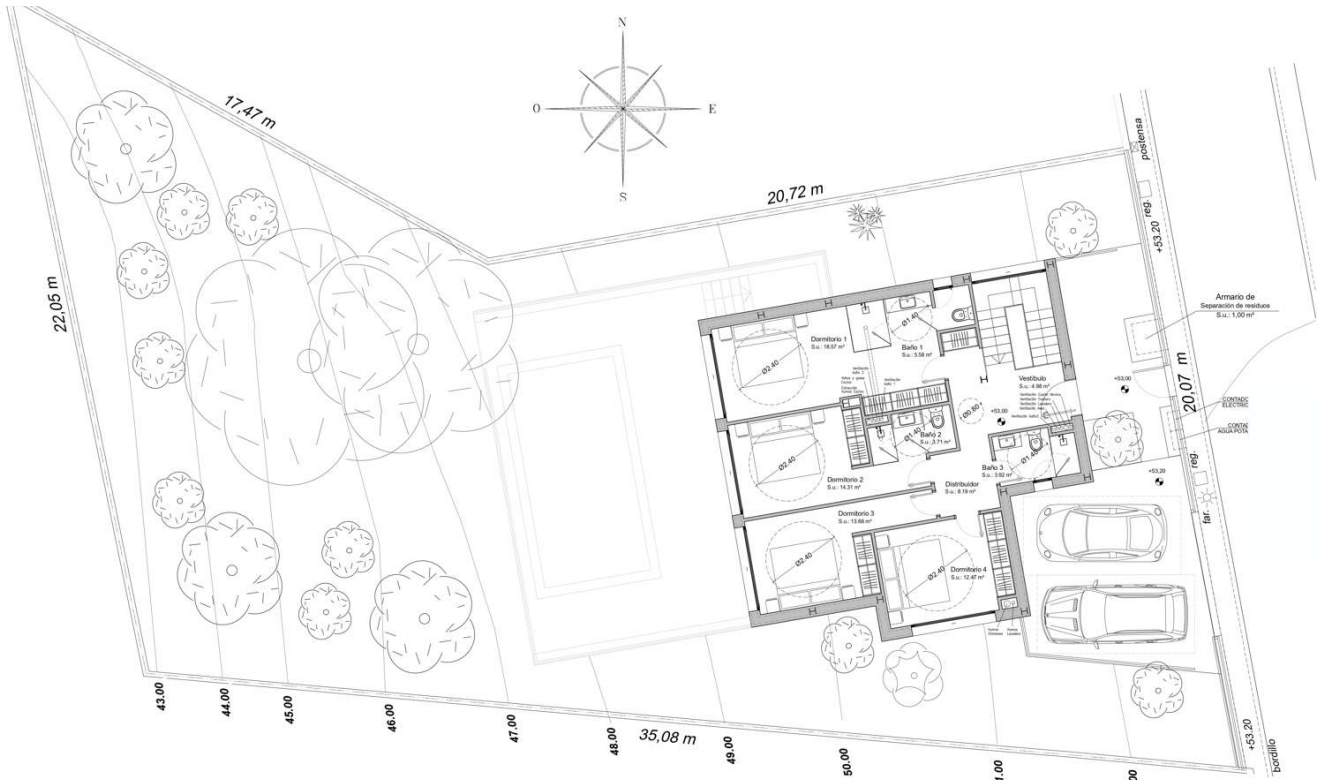 N
O
E
S
17,47 m
20,72 m
22,05 m
20,07 m
35,08 m
postensa
reg.
+53.20
Armario de
Separación de residuos
S.u.: 1,00 m²
+53,00
CONTADO
ELECTRIC
CONTA
AGUA POTA
+53,20
reg.
far.
+53.20
bordillo
Dormitorio 1
S.u.: 18.57 m²
Ø2.40
Baño 1
S.u.: 5.58 m²
Ø1.40
Vestíbulo
S.u.: 4.98 m²
+53,00
Ø0.80
Baño 2
S.u.: 3.71 m²
Ø1.40
Baño 3
S.u.: 3.92 m²
Ø1.40
Dormitorio 2
S.u.: 14.31 m²
Ø2.40
Distribuidor
S.u.: 8.19 m²
Dormitorio 3
S.u.: 13.68 m²
Ø2.40
Dormitorio 4
S.u.: 12.47 m²
Ø2.40
43.00
44.00
45.00
46.00
47.00
48.00
49.00
50.00